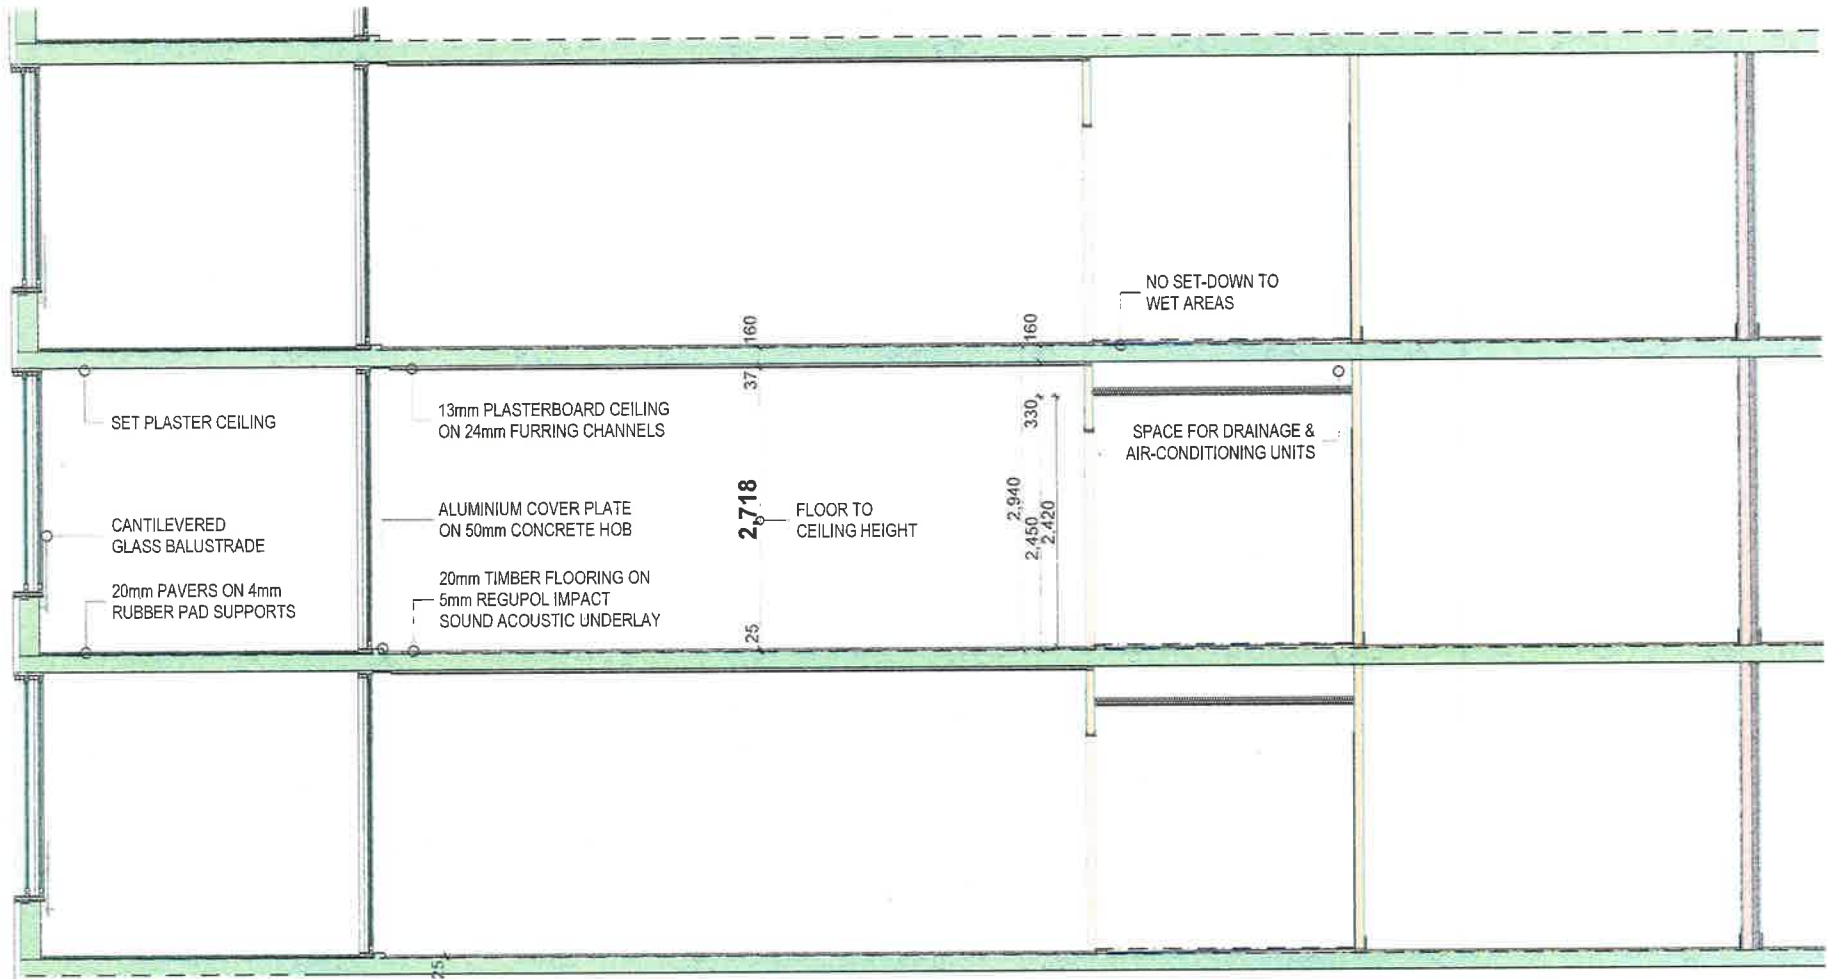 NO SET-DOWN TO
WET AREAS
160
160
37
SET PLASTER CEILING
13mm PLASTERBOARD CEILING
ON 24mm FURRING CHANNELS
330
SPACE FOR DRAINAGE &
AIR-CONDITIONING UNITS
CANTILEVERED
GLASS BALUSTRADE
ALUMINIUM COVER PLATE
ON 50mm CONCRETE HOB
2,718
FLOOR TO
CEILING HEIGHT
2,940
2,450
2,420
20mm PAVERS ON 4mm
RUBBER PAD SUPPORTS
20mm TIMBER FLOORING ON
5mm REGUPOL IMPACT
SOUND ACOUSTIC UNDERLAY
25
25